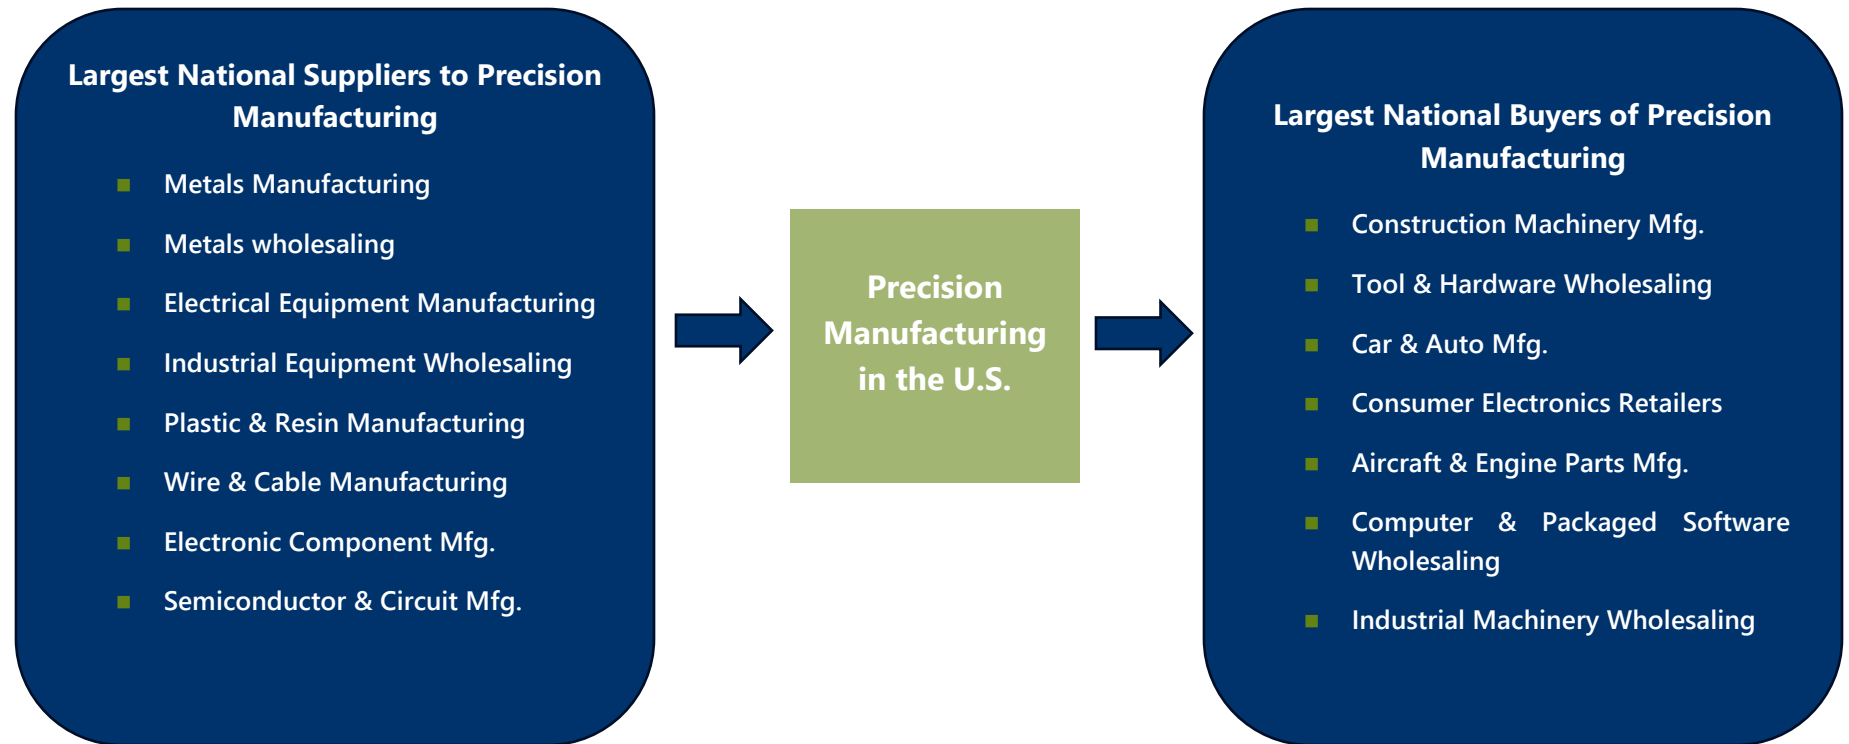 Largest National Suppliers to Precision
Manufacturing
Metals Manufacturing
Metals wholesaling
Electrical Equipment Manufacturing
Industrial Equipment Wholesaling
Plastic & Resin Manufacturing
Wire & Cable Manufacturing
Electronic Component Mfg.
Semiconductor & Circuit Mfg.
Precision
Manufacturing
in the U.S.
Largest National Buyers of Precision
Manufacturing
Construction Machinery Mfg.
Tool & Hardware Wholesaling
Car & Auto Mfg.
Consumer Electronics Retailers
Aircraft & Engine Parts Mfg.
Computer & Packaged Software
Wholesaling
Industrial Machinery Wholesaling